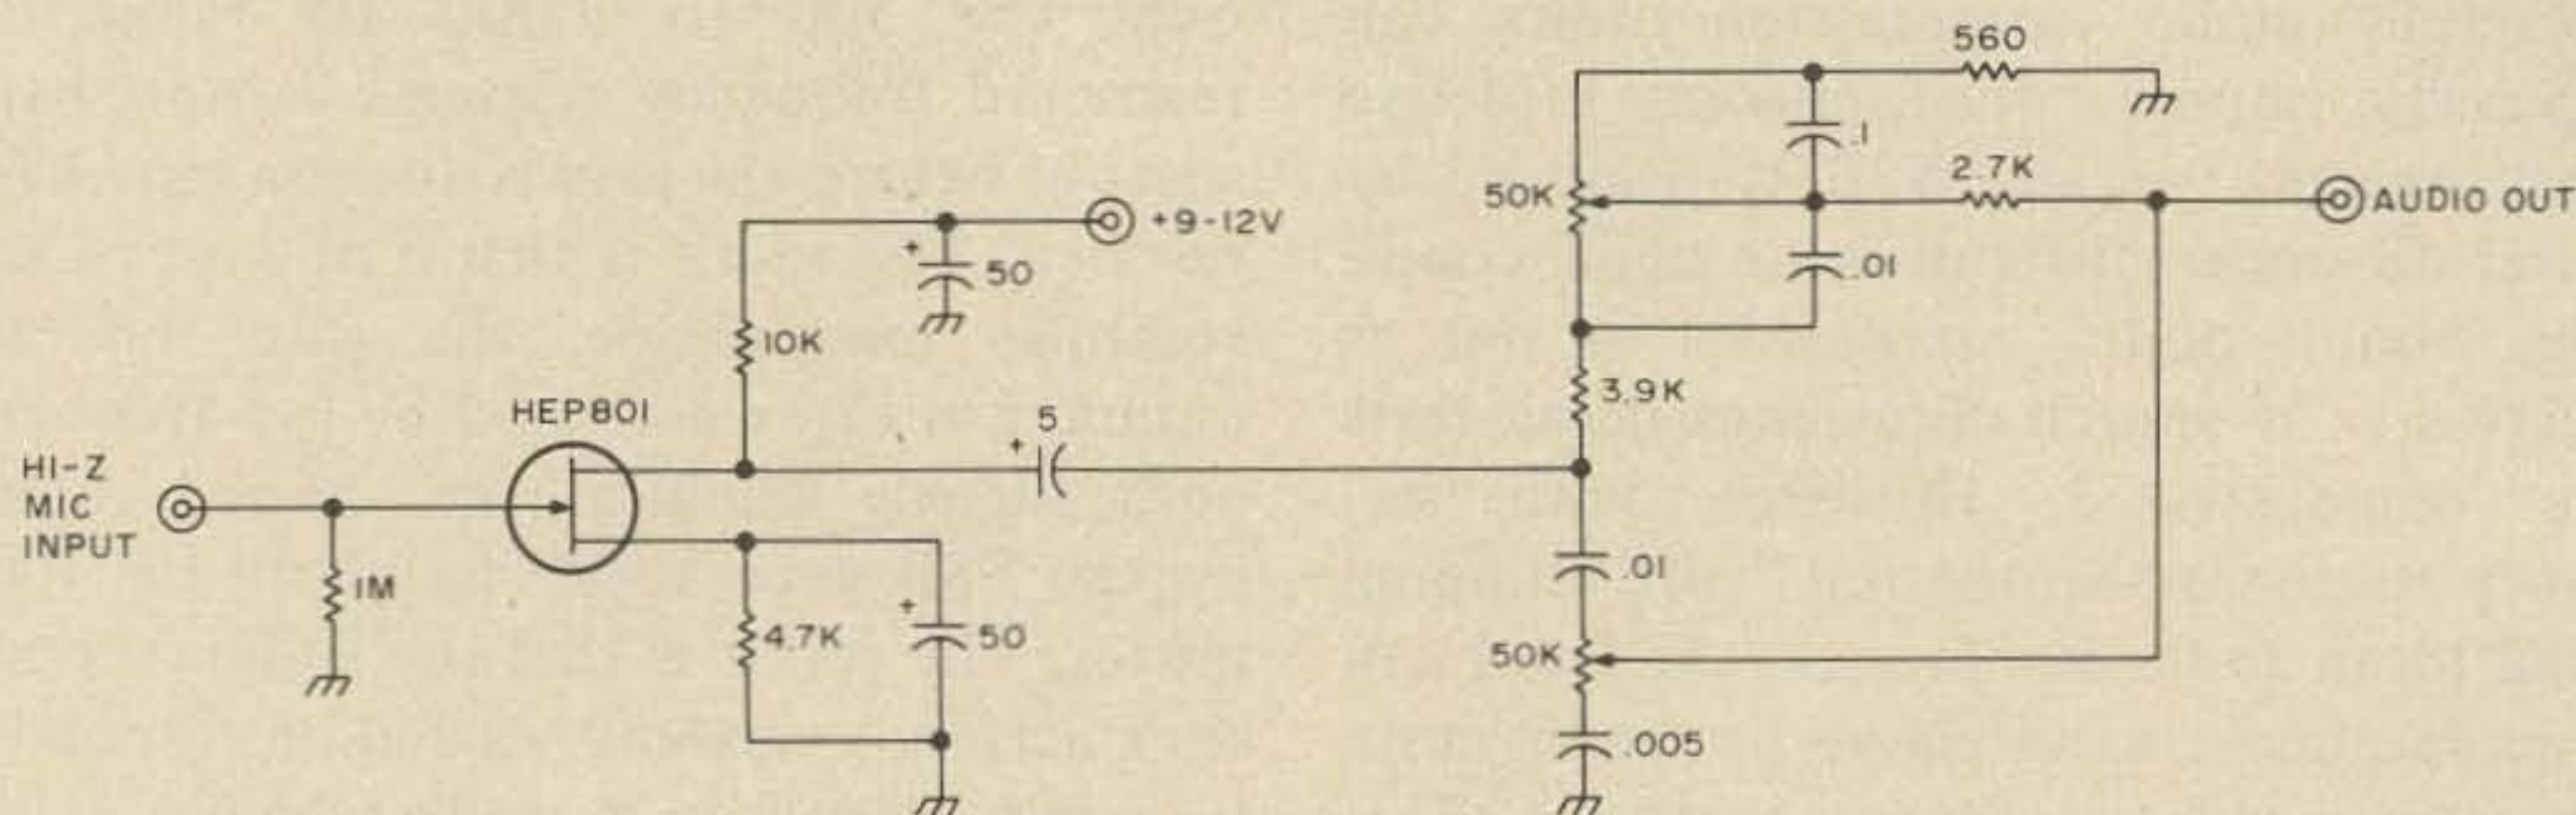 560
.1
2.7K
50K
AUDIO OUT
+9-12V
+
50
.01
10K
3.9K
HEP801
5
+
HI-Z
MIC
INPUT
1M
.01
+
4.7K
50
50K
.005